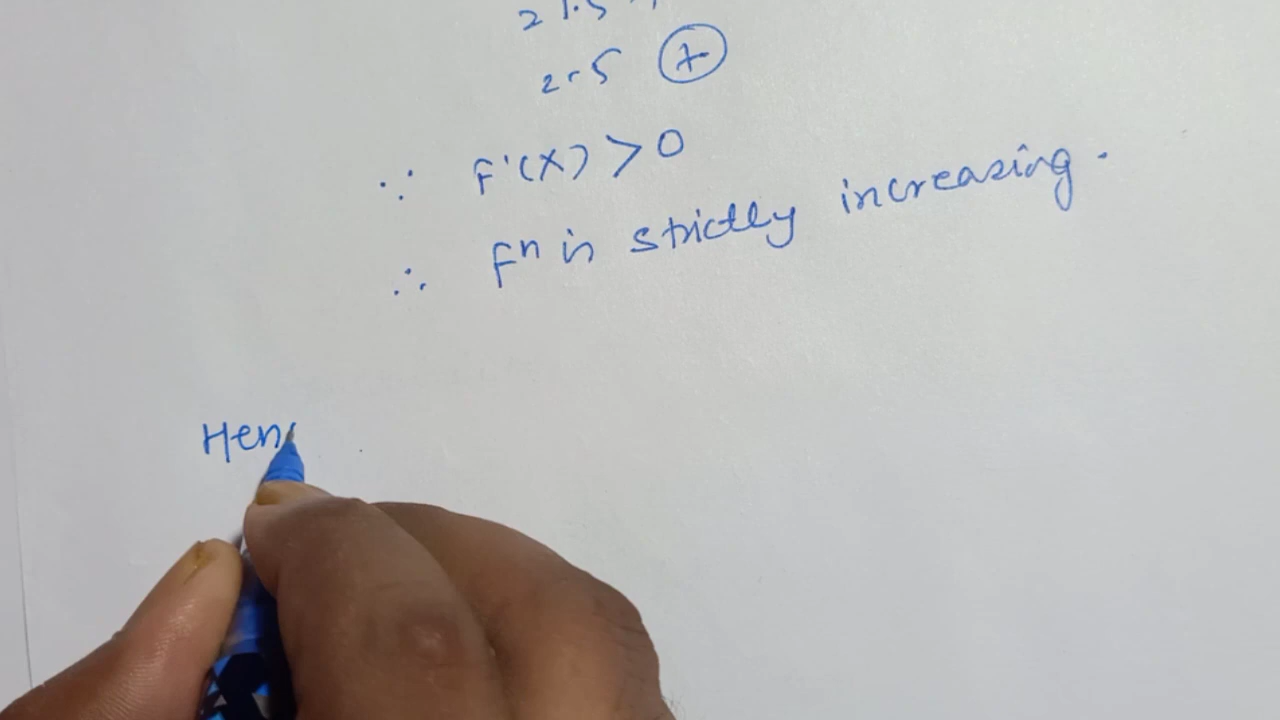 2.5 +
∵ F'(x) > 0
∴ Fⁿ is strictly increasing.
Hen